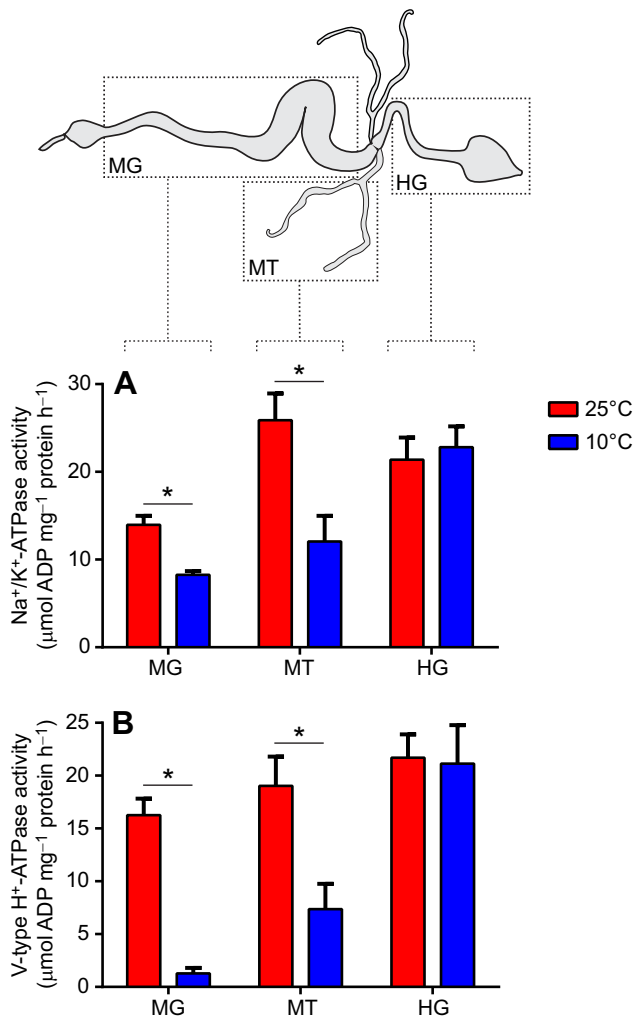 MG
HG
MT
A
30
20
10
0
Na⁺/K⁺-ATPase activity
(μmol ADP mg⁻¹ protein h⁻¹)
*
*
MG MT HG
25°C
10°C
B
25
20
15
10
5
0
V-type H⁺-ATPase activity
(μmol ADP mg⁻¹ protein h⁻¹)
*
*
MG MT HG